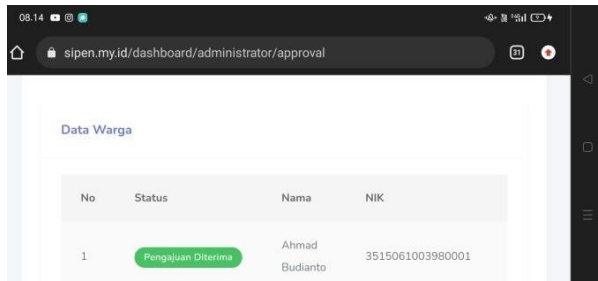 08.14
sipen.my.id/dashboard/administrator/approval
31
Data Warga
No Status Nama NIK
1 Pengajuan Diterima Ahmad Budianto 3515061003980001